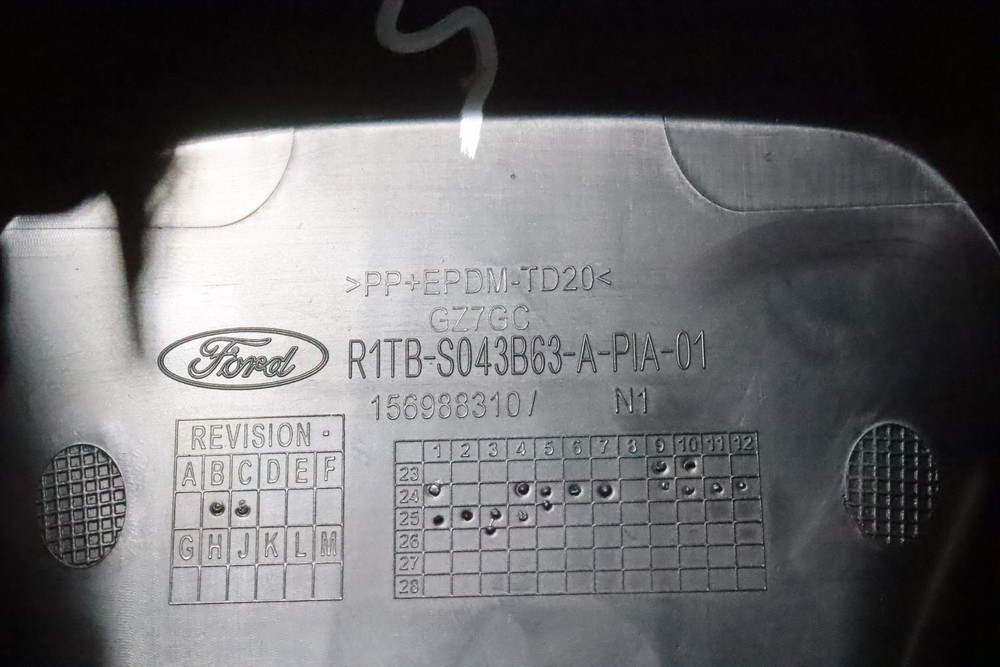 >PP+EPDM-TD20<
GZ7GC
Ford
R1TB-S043B63-A-PIA-01
156988310/ N1
REVISION -
A B C D E F
G H J K L M
1 2 3 4 5 6 7 8 9 10 11 12
23
24
25
26
27
28